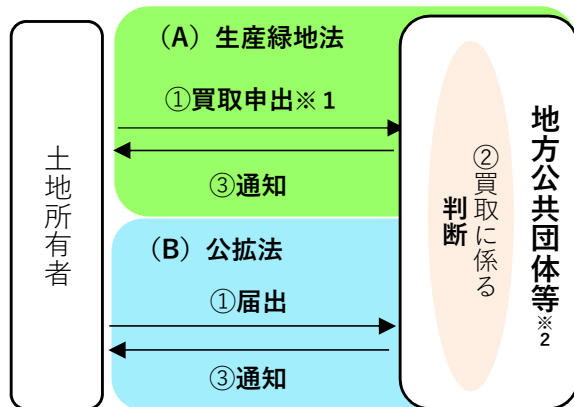 土地所有者
（A）生産緑地法
①買取申出※１
③通知
（B）公拡法
①届出
③通知
②買取に係る
判断
地方公共団体等※2